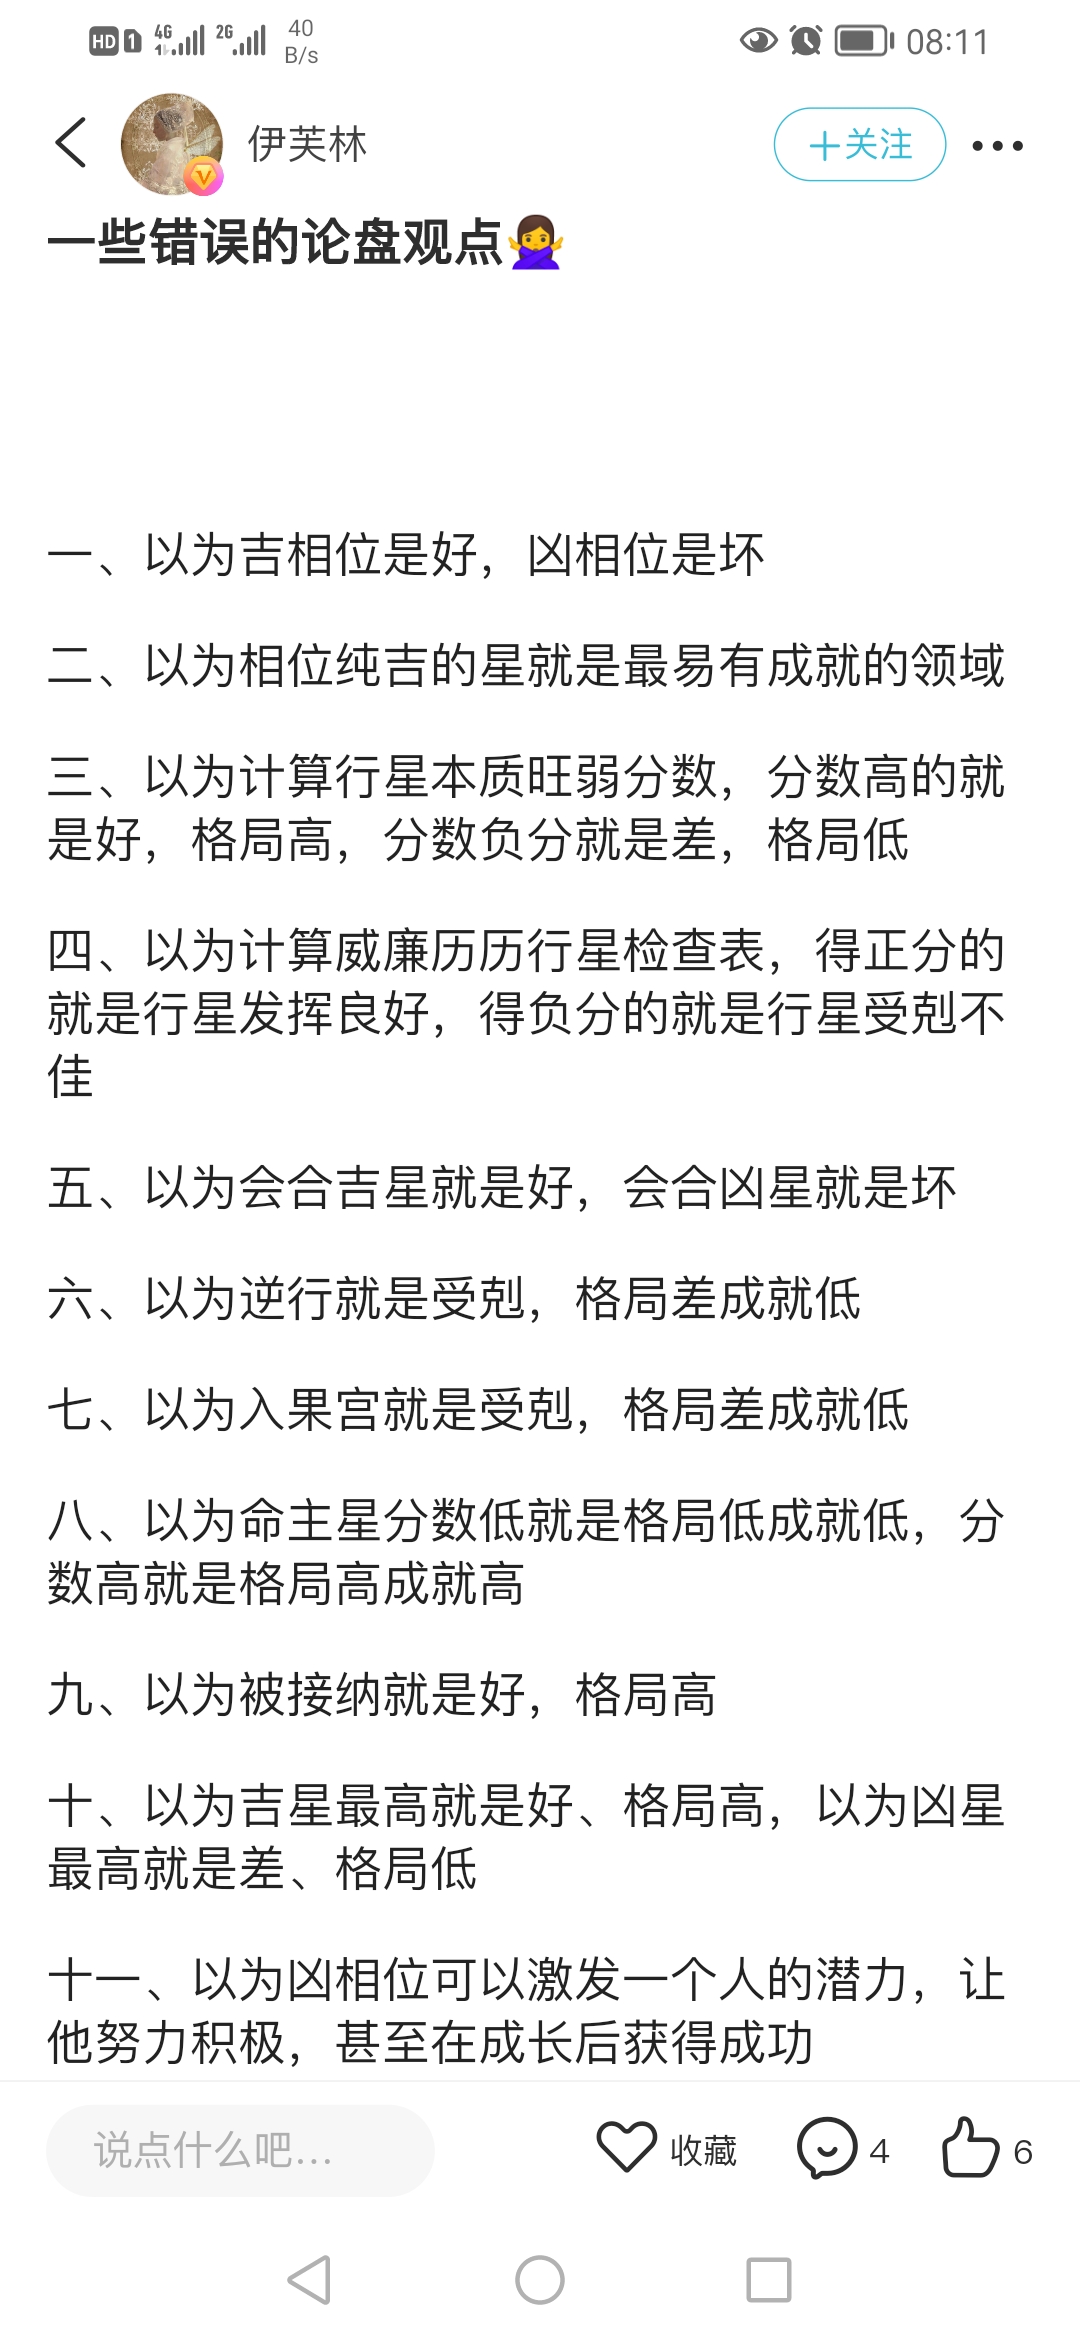 HD 1 4G 2G 40 B/s 08:11
伊芙林
+关注
一些错误的论盘观点
一、以为吉相位是好，凶相位是坏
二、以为相位纯吉的星就是最易有成就的领域
三、以为计算行星本质旺弱分数，分数高的就
是好，格局高，分数负分就是差，格局低
四、以为计算威廉历历行星检查表，得正分的
就是行星发挥良好，得负分的就是行星受剋不
佳
五、以为会合吉星就是好，会合凶星就是坏
六、以为逆行就是受剋，格局差成就低
七、以为入果宫就是受剋，格局差成就低
八、以为命主星分数低就是格局低成就低，分
数高就是格局高成就高
九、以为被接纳就是好，格局高
十、以为吉星最高就是好、格局高，以为凶星
最高就是差、格局低
十一、以为凶相位可以激发一个人的潜力，让
他努力积极，甚至在成长后获得成功
说点什么吧... 收藏 4 6